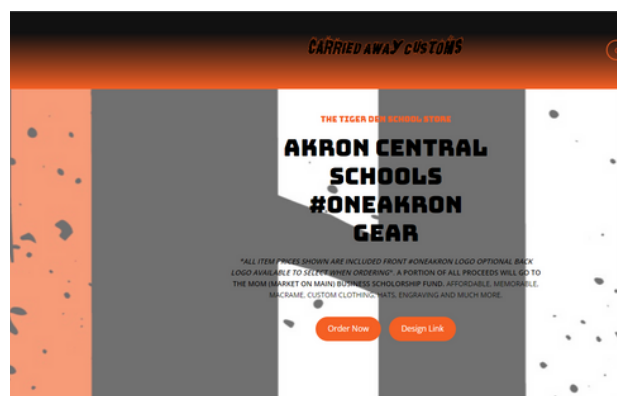 CARRIED AWAY CUSTOMS
THE TIGER DEN SCHOOL STORE
AKRON CENTRAL
SCHOOLS
#ONEAKRON
GEAR
*ALL ITEM PRICES SHOWN ARE INCLUDED FRONT #ONEAKRON LOGO OPTIONAL BACK
LOGO AVAILABLE TO SELECT WHEN ORDERING*. A PORTION OF ALL PROCEEDS WILL GO TO
THE MOM (MARKET ON MAIN) BUSINESS SCHOLORSHIP FUND. AFFORDABLE, MEMORABLE,
MACRAME, CUSTOM CLOTHING, HATS, ENGRAVING AND MUCH MORE.
Order Now
Design Link